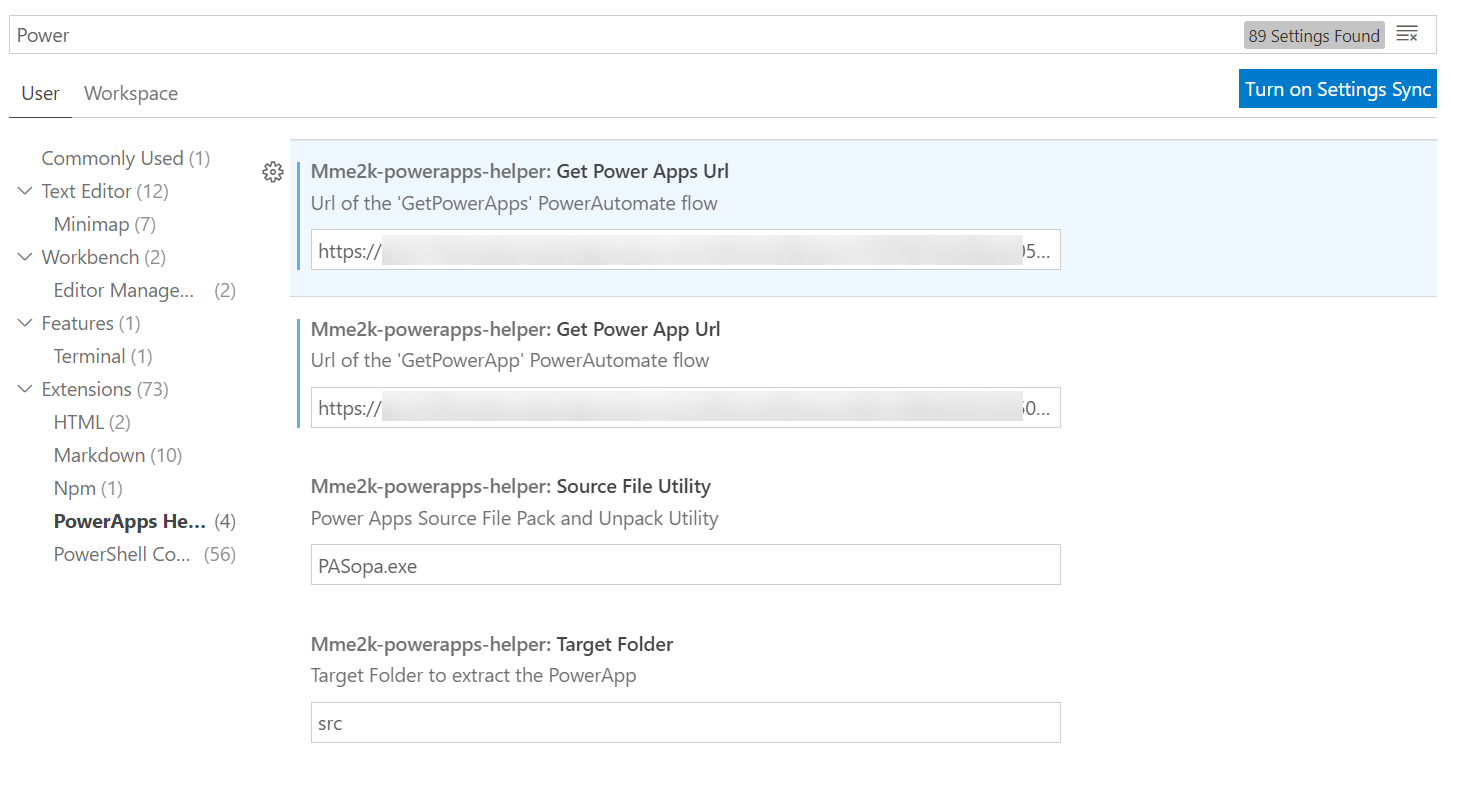 Power
89 Settings Found
User Workspace
Turn on Settings Sync
Commonly Used (1)
Text Editor (12)
Minimap (7)
Workbench (2)
Editor Manage... (2)
Features (1)
Terminal (1)
Extensions (73)
HTML (2)
Markdown (10)
Npm (1)
PowerApps He... (4)
PowerShell Co... (56)
Mme2k-powerapps-helper: Get Power Apps Url
Url of the 'GetPowerApps' PowerAutomate flow
https://
Mme2k-powerapps-helper: Get Power App Url
Url of the 'GetPowerApp' PowerAutomate flow
https://
Mme2k-powerapps-helper: Source File Utility
Power Apps Source File Pack and Unpack Utility
PASopa.exe
Mme2k-powerapps-helper: Target Folder
Target Folder to extract the PowerApp
src